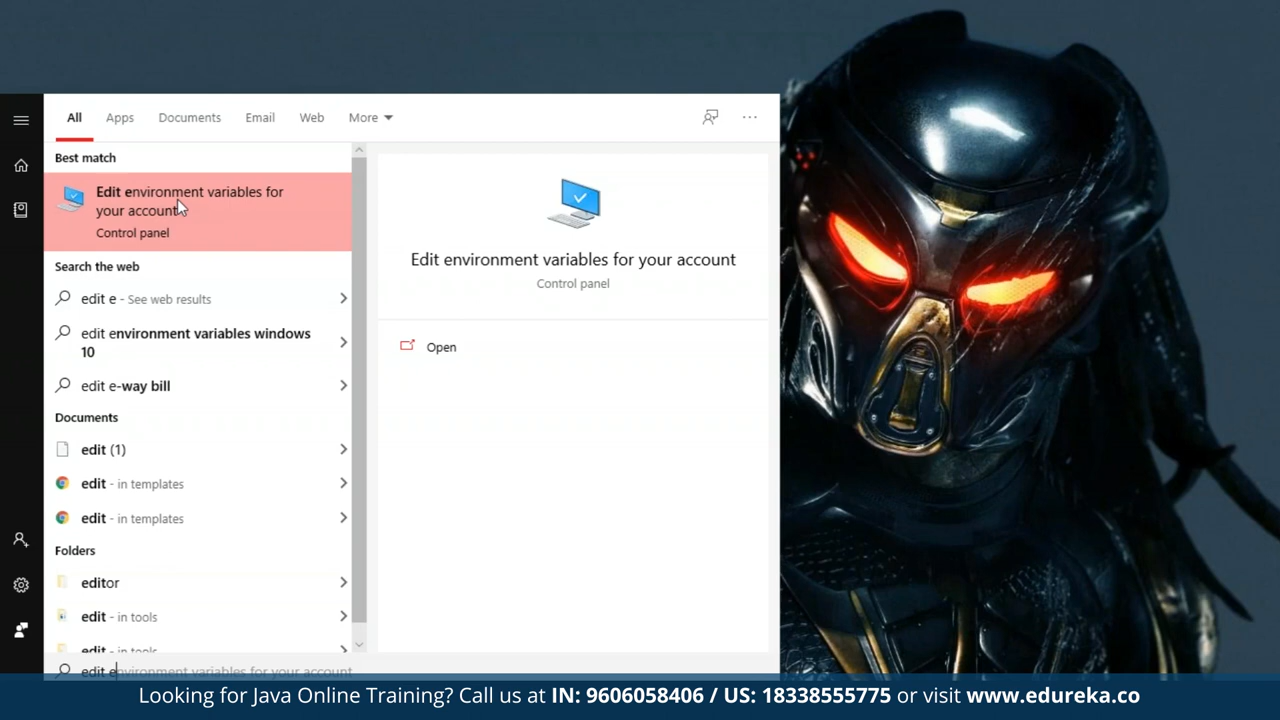 All Apps Documents Email Web More
Best match
Edit environment variables for
your account
Control panel
Search the web
edit e - See web results
edit environment variables windows
10
edit e-way bill
Documents
edit (1)
edit - in templates
edit - in templates
Folders
editor
edit - in tools
edit - in tools
edit environment variables for your account
Edit environment variables for your account
Control panel
Open
Looking for Java Online Training? Call us at IN: 9606058406 / US: 18338555775 or visit www.edureka.co